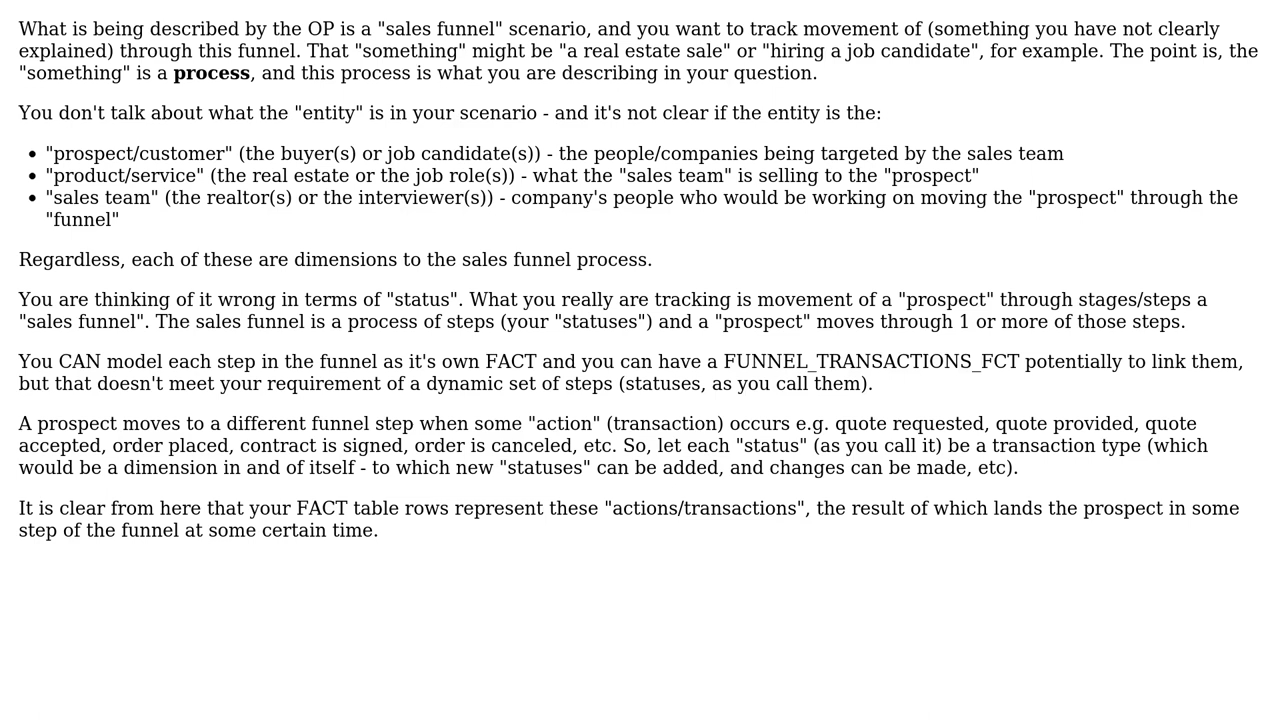 What is being described by the OP is a "sales funnel" scenario, and you want to track movement of (something you have not clearly
explained) through this funnel. That "something" might be "a real estate sale" or "hiring a job candidate", for example. The point is, the
"something" is a process, and this process is what you are describing in your question.
You don't talk about what the "entity" is in your scenario - and it's not clear if the entity is the:
• "prospect/customer" (the buyer(s) or job candidate(s)) - the people/companies being targeted by the sales team
• "product/service" (the real estate or the job role(s)) - what the "sales team" is selling to the "prospect"
• "sales team" (the realtor(s) or the interviewer(s)) - company's people who would be working on moving the "prospect" through the
"funnel"
Regardless, each of these are dimensions to the sales funnel process.
You are thinking of it wrong in terms of "status". What you really are tracking is movement of a "prospect" through stages/steps a
"sales funnel". The sales funnel is a process of steps (your "statuses") and a "prospect" moves through 1 or more of those steps.
You CAN model each step in the funnel as it's own FACT and you can have a FUNNEL_TRANSACTIONS_FCT potentially to link them,
but that doesn't meet your requirement of a dynamic set of steps (statuses, as you call them).
A prospect moves to a different funnel step when some "action" (transaction) occurs e.g. quote requested, quote provided, quote
accepted, order placed, contract is signed, order is canceled, etc. So, let each "status" (as you call it) be a transaction type (which
would be a dimension in and of itself - to which new "statuses" can be added, and changes can be made, etc).
It is clear from here that your FACT table rows represent these "actions/transactions", the result of which lands the prospect in some
step of the funnel at some certain time.